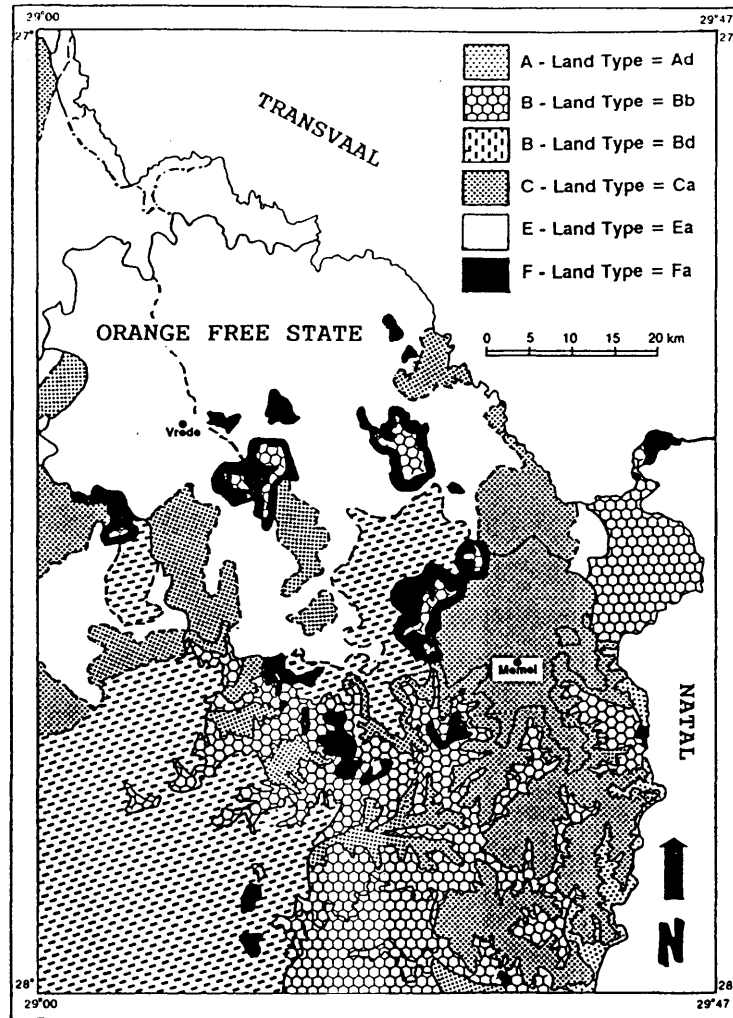 29°00
29°47
27°
27
TRANSVAAL
A - Land Type = Ad
B - Land Type = Bb
B - Land Type = Bd
C - Land Type = Ca
E - Land Type = Ea
F - Land Type = Fa
ORANGE FREE STATE
0 5 10 15 20 km
Vrede
Memel
NATAL
N
28°
28
29°00
29°47